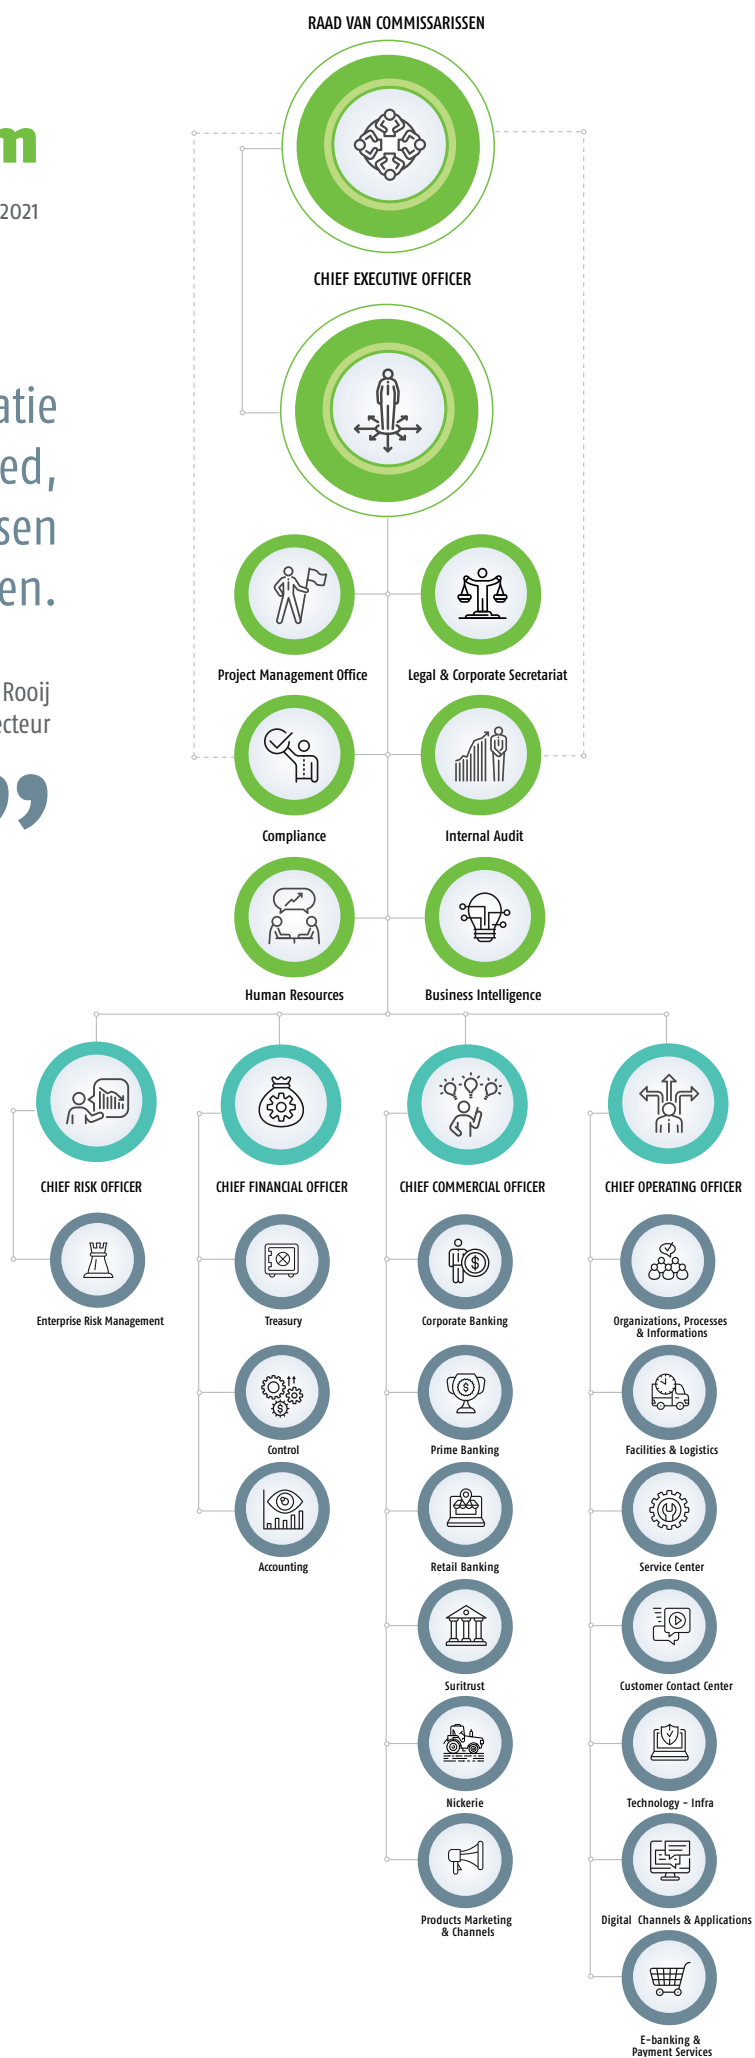 RAAD VAN COMMISSARISSEN
m
2021
CHIEF EXECUTIVE OFFICER
atie
ed,
sen
en.
Rooij
ecteur
”
Project Management Office
Legal & Corporate Secretariat
Compliance
Internal Audit
Human Resources
Business Intelligence
CHIEF RISK OFFICER
CHIEF FINANCIAL OFFICER
CHIEF COMMERCIAL OFFICER
CHIEF OPERATING OFFICER
Enterprise Risk Management
Treasury
Corporate Banking
Organizations, Processes
& Informations
Control
Prime Banking
Facilities & Logistics
Accounting
Retail Banking
Service Center
Suritrust
Customer Contact Center
Nickerie
Technology - Infra
Products Marketing
& Channels
Digital Channels & Applications
E-banking &
Payment Services